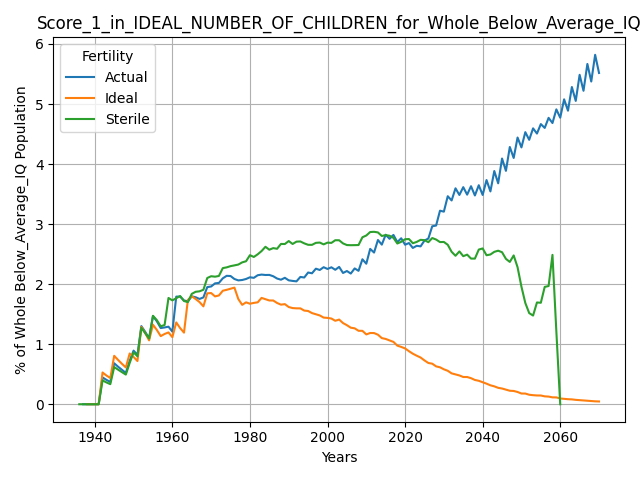 Score_1_in_IDEAL_NUMBER_OF_CHILDREN_for_Whole_Below_Average_IQ
Fertility
Actual
Ideal
Sterile
% of Whole Below_Average_IQ Population
6
5
4
3
2
1
0
1940 1960 1980 2000 2020 2040 2060
Years